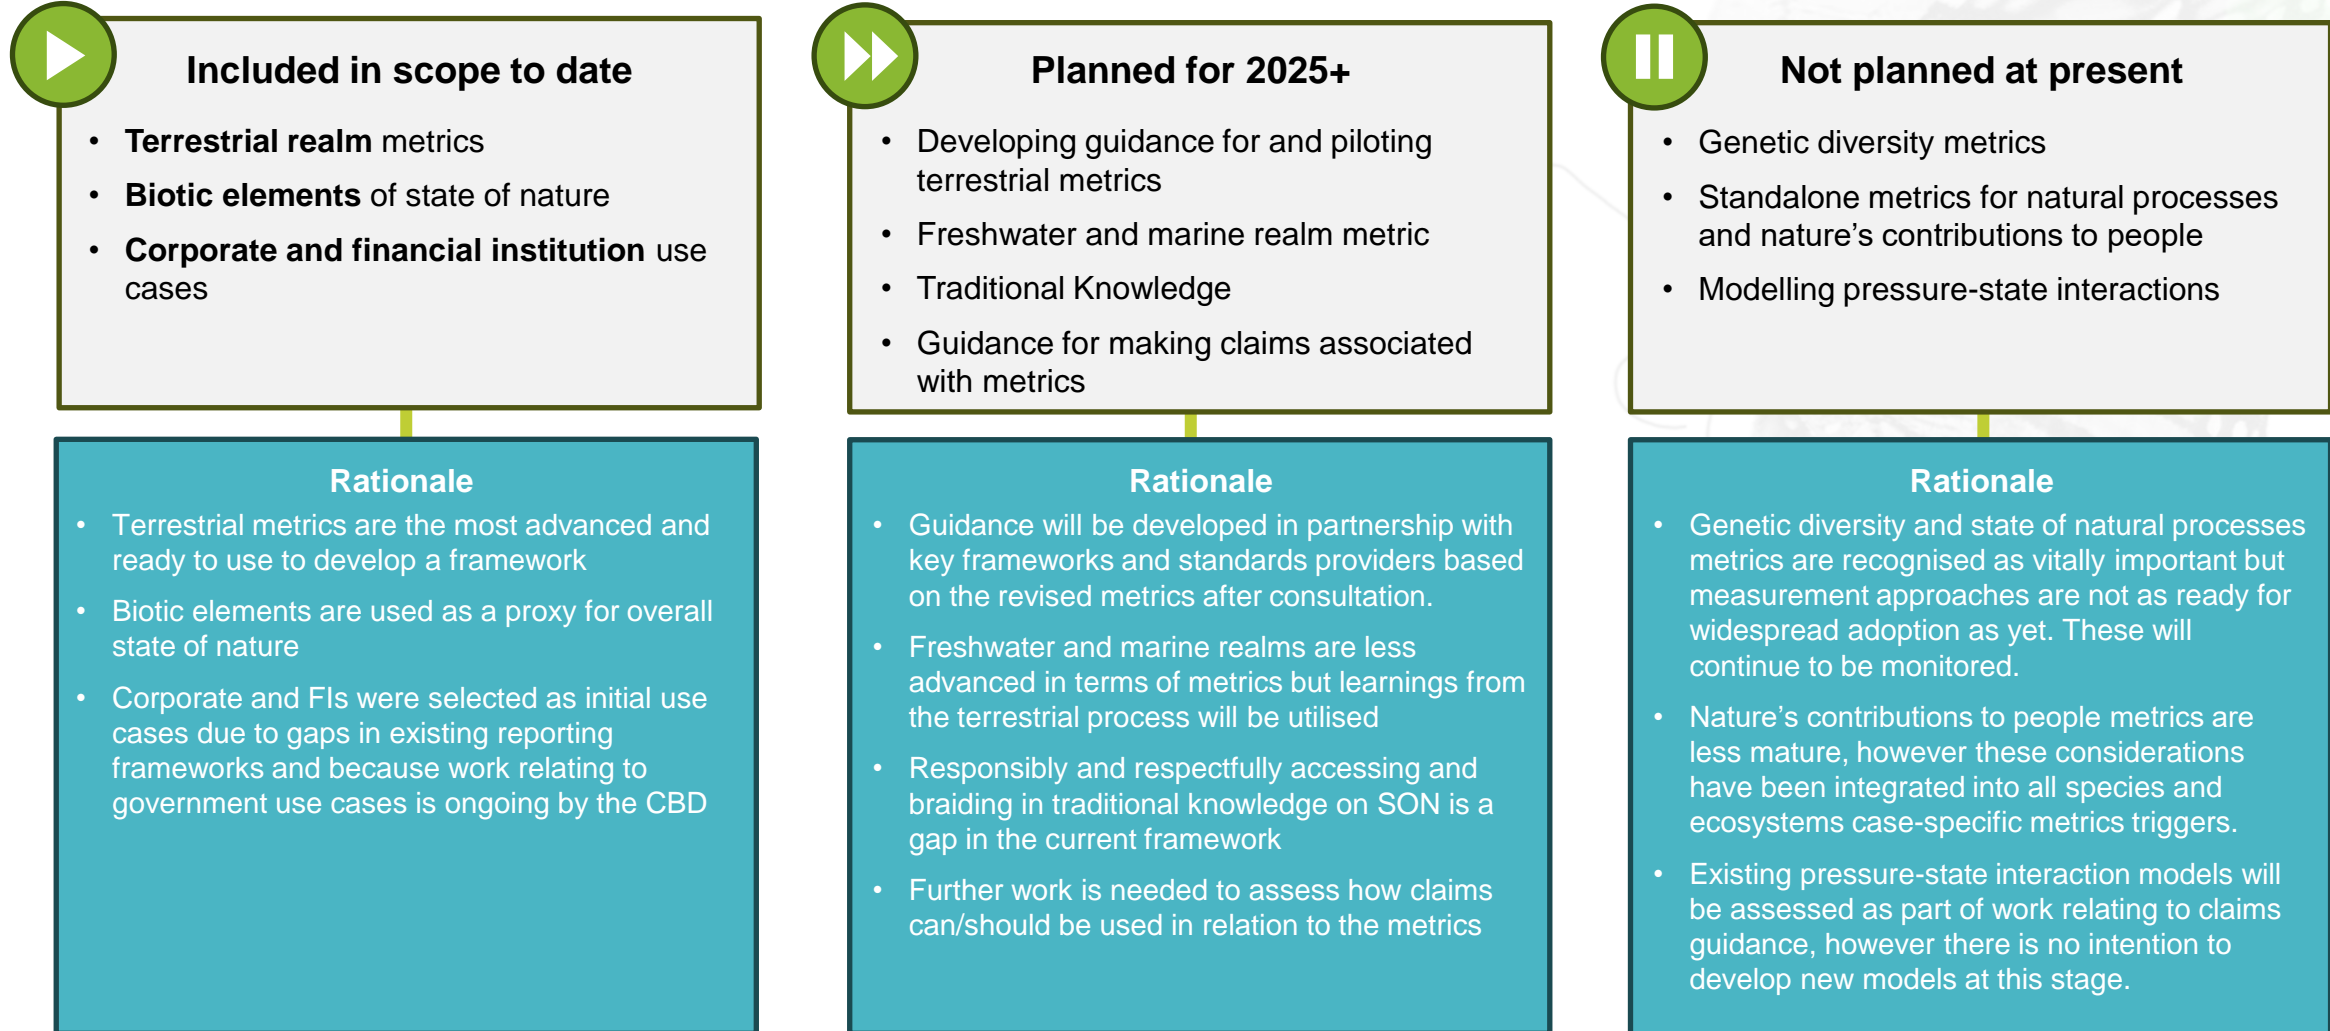 Included in scope to date
• Terrestrial realm metrics
• Biotic elements of state of nature
• Corporate and financial institution use
cases
Rationale
• Terrestrial metrics are the most advanced and
ready to use to develop a framework
• Biotic elements are used as a proxy for overall
state of nature
• Corporate and FIs were selected as initial use
cases due to gaps in existing reporting
frameworks and because work relating to
government use cases is ongoing by the CBD
Planned for 2025+
• Developing guidance for and piloting
terrestrial metrics
• Freshwater and marine realm metric
• Traditional Knowledge
• Guidance for making claims associated
with metrics
Rationale
• Guidance will be developed in partnership with
key frameworks and standards providers based
on the revised metrics after consultation.
• Freshwater and marine realms are less
advanced in terms of metrics but learnings from
the terrestrial process will be utilised
• Responsibly and respectfully accessing and
braiding in traditional knowledge on SON is a
gap in the current framework
• Further work is needed to assess how claims
can/should be used in relation to the metrics
Not planned at present
• Genetic diversity metrics
• Standalone metrics for natural processes
and nature's contributions to people
• Modelling pressure-state interactions
Rationale
• Genetic diversity and state of natural processes
metrics are recognised as vitally important but
measurement approaches are not as ready for
widespread adoption as yet. These will
continue to be monitored.
• Nature's contributions to people metrics are
less mature, however these considerations
have been integrated into all species and
ecosystems case-specific metrics triggers.
• Existing pressure-state interaction models will
be assessed as part of work relating to claims
guidance, however there is no intention to
develop new models at this stage.